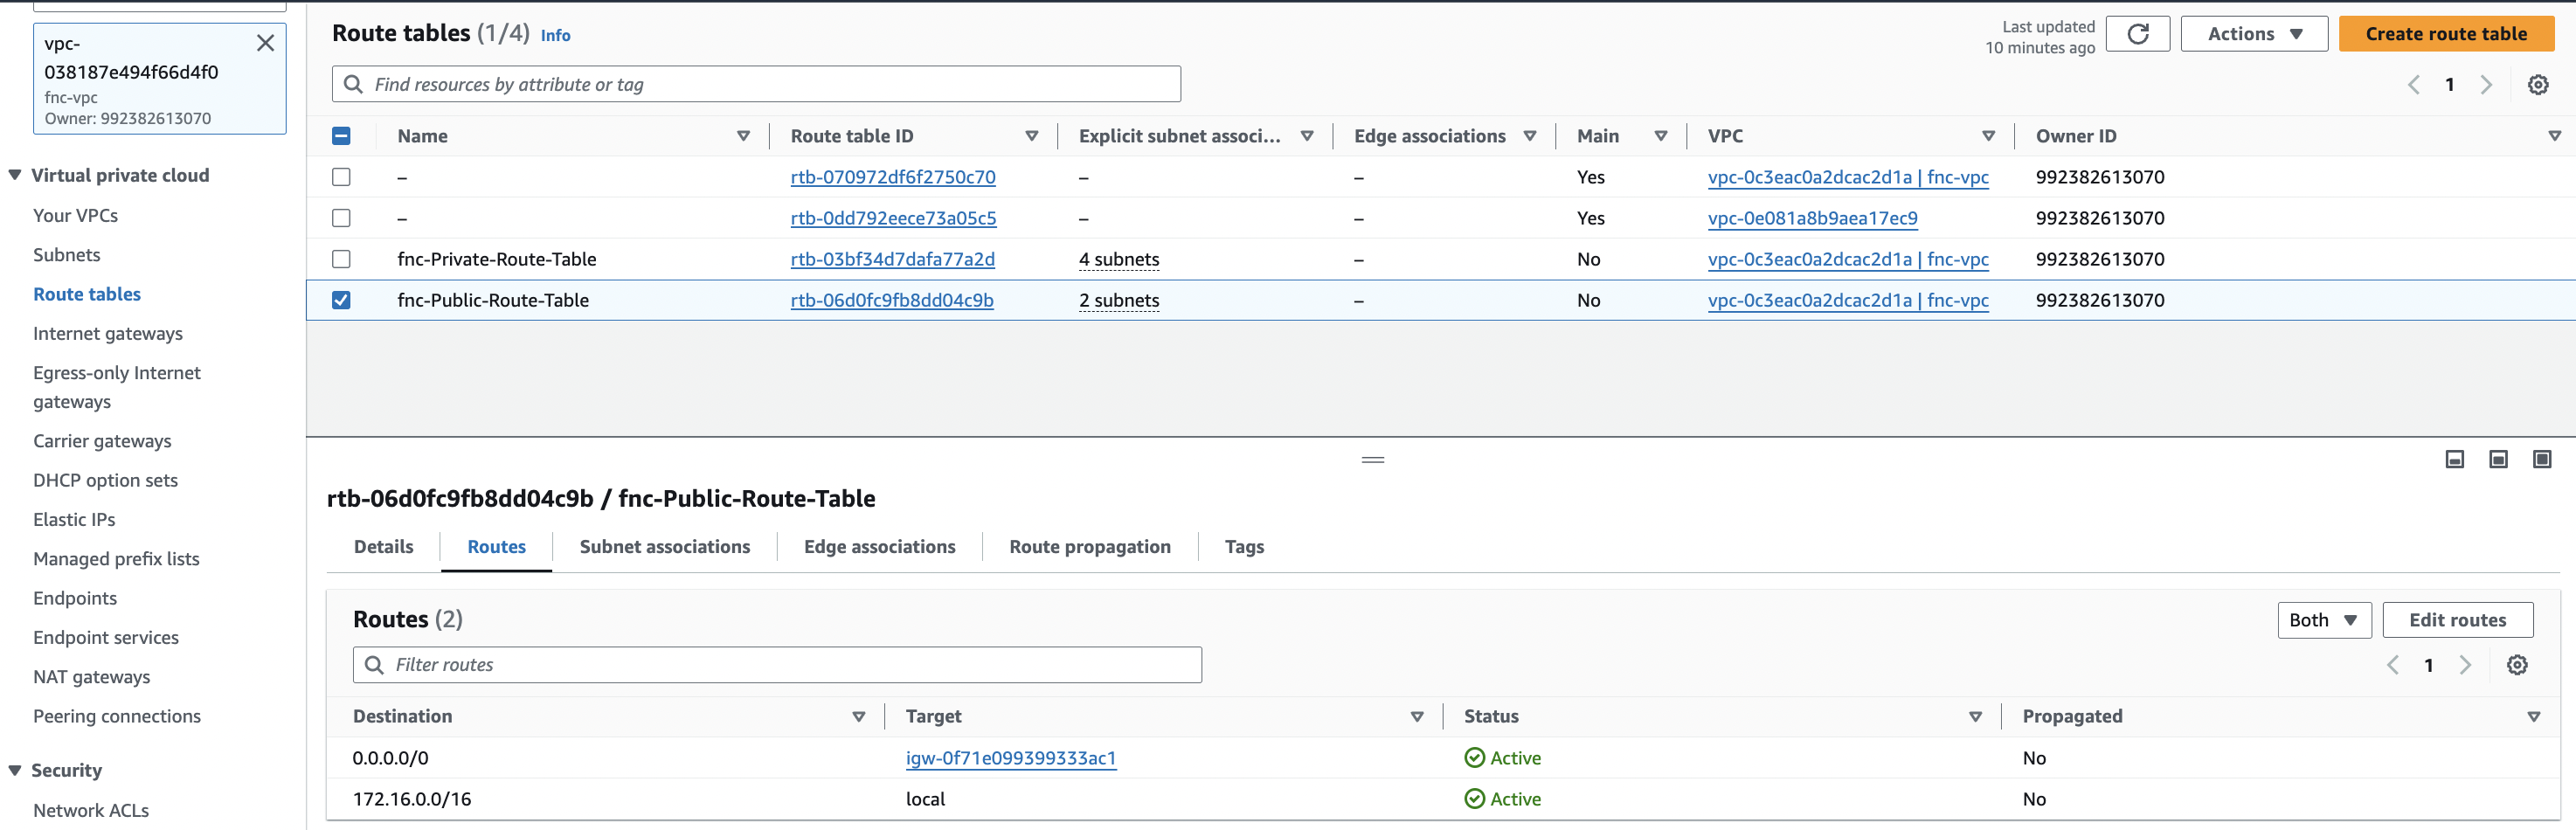 vpc-
038187e494f66d4f0
fnc-vpc
Owner: 992382613070
Virtual private cloud
Your VPCs
Subnets
Route tables
Internet gateways
Egress-only Internet
gateways
Carrier gateways
DHCP option sets
Elastic IPs
Managed prefix lists
Endpoints
Endpoint services
NAT gateways
Peering connections
Security
Network ACLs
Route tables (1/4) Info
Last updated
10 minutes ago
Actions
Create route table
Find resources by attribute or tag
1
Name Route table ID Explicit subnet associ... Edge associations Main VPC Owner ID
– rtb-070972df6f2750c70 – – Yes vpc-0c3eac0a2dcac2d1a | fnc-vpc 992382613070
– rtb-0dd792eece73a05c5 – – Yes vpc-0e081a8b9aea17ec9 992382613070
fnc-Private-Route-Table rtb-03bf34d7dafa77a2d 4 subnets – No vpc-0c3eac0a2dcac2d1a | fnc-vpc 992382613070
fnc-Public-Route-Table rtb-06d0fc9fb8dd04c9b 2 subnets – No vpc-0c3eac0a2dcac2d1a | fnc-vpc 992382613070
rtb-06d0fc9fb8dd04c9b / fnc-Public-Route-Table
Details Routes Subnet associations Edge associations Route propagation Tags
Routes (2)
Both
Edit routes
Filter routes
1
Destination Target Status Propagated
0.0.0.0/0 igw-0f71e099399333ac1 Active No
172.16.0.0/16 local Active No